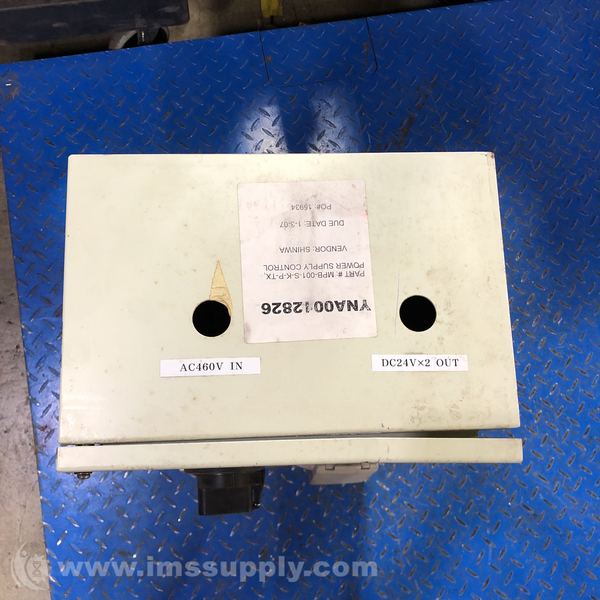 YNA0012826
PART # MPB-001-S-K-P-TX,
POWER SUPPLY CONTROL
VENDOR: SHINWA
DUE DATE: 1-3-07
PO#: 15934
AC460V IN
DC24V×2 OUT
www.imssupply.com/